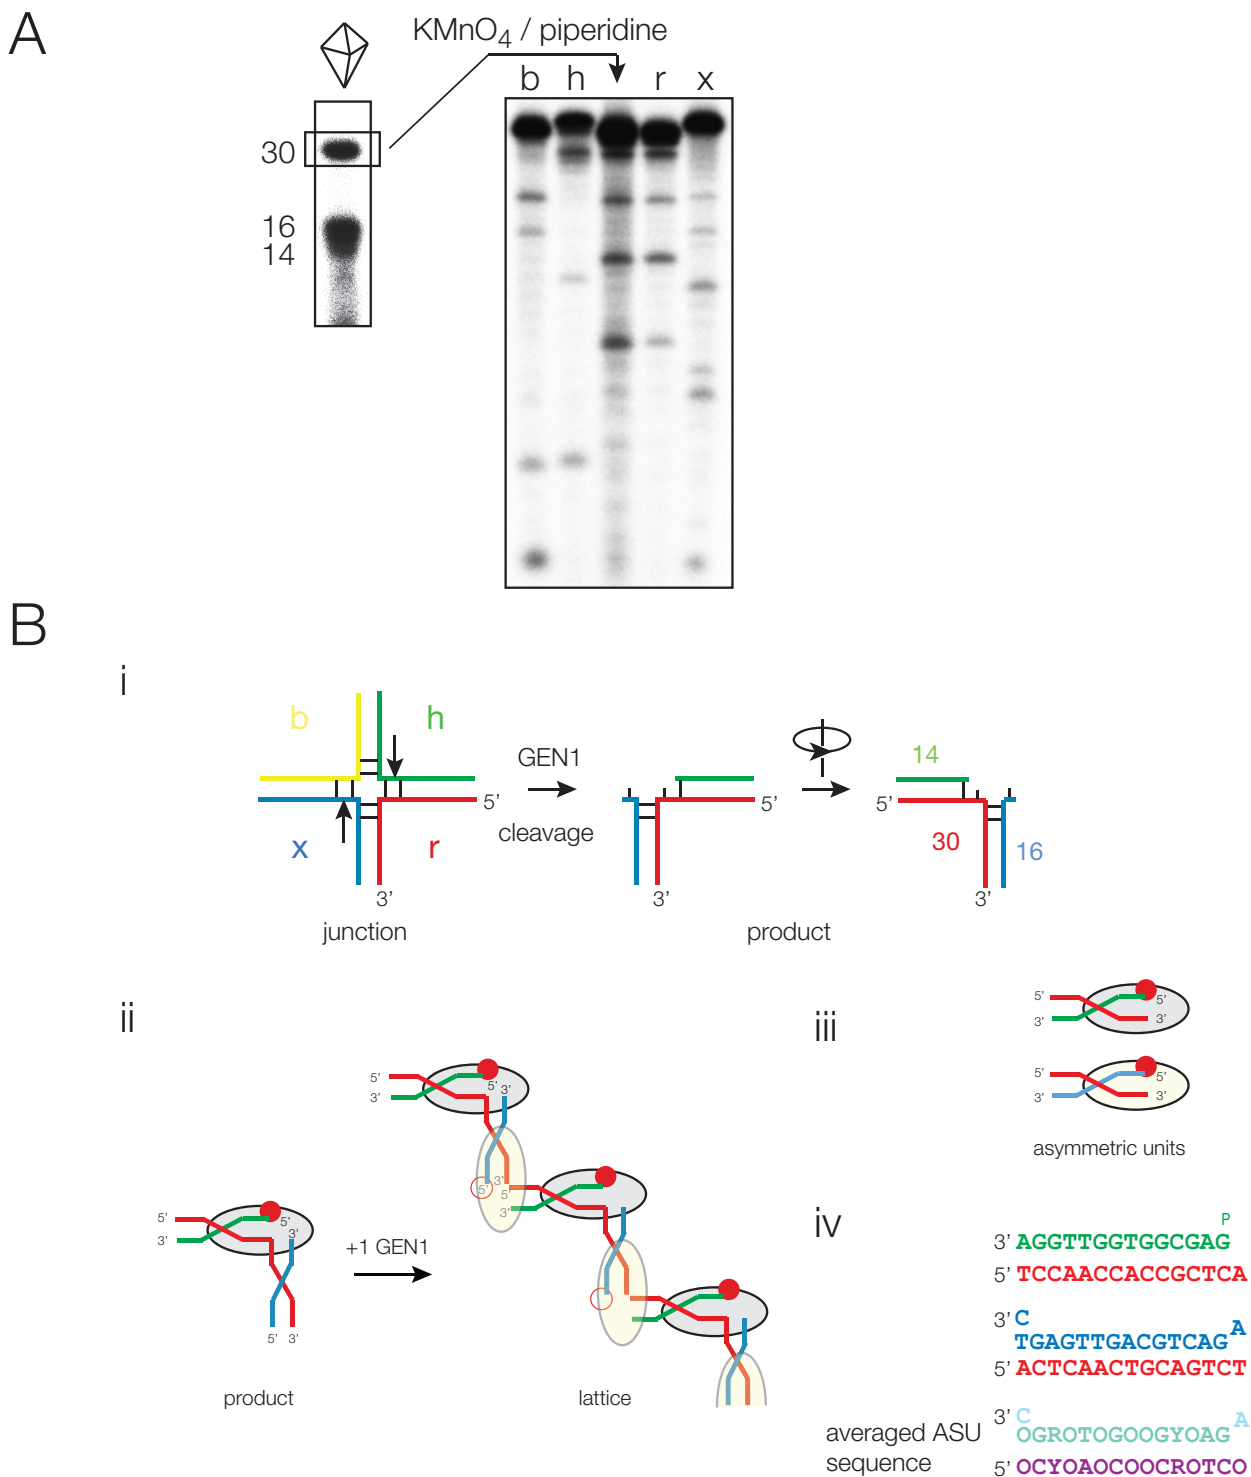 A
KMnO4 / piperidine
b h r x
30
16
14
B
i
b h
x r
5'
3'
junction
GEN1
cleavage
5'
3'
product
14
5'
30
16
3'
ii
5'
3'
5'
3'
5' 3'
product
+1 GEN1
5'
3'
5' 3'
3'
5'
5'
3'
lattice
iii
5'
3'
5'
3'
5'
3'
5'
3'
asymmetric units
iv
P
3' AGGTTGGTGGCGAG
5' TCCAACCACCGCTCA
3' C
TGAGTTGACGTCAG A
5' ACTCAACTGCAGTCT
averaged ASU
sequence
3' C
OGROTOGOOGYOAG A
5' OCYOAOCOOCROTCO